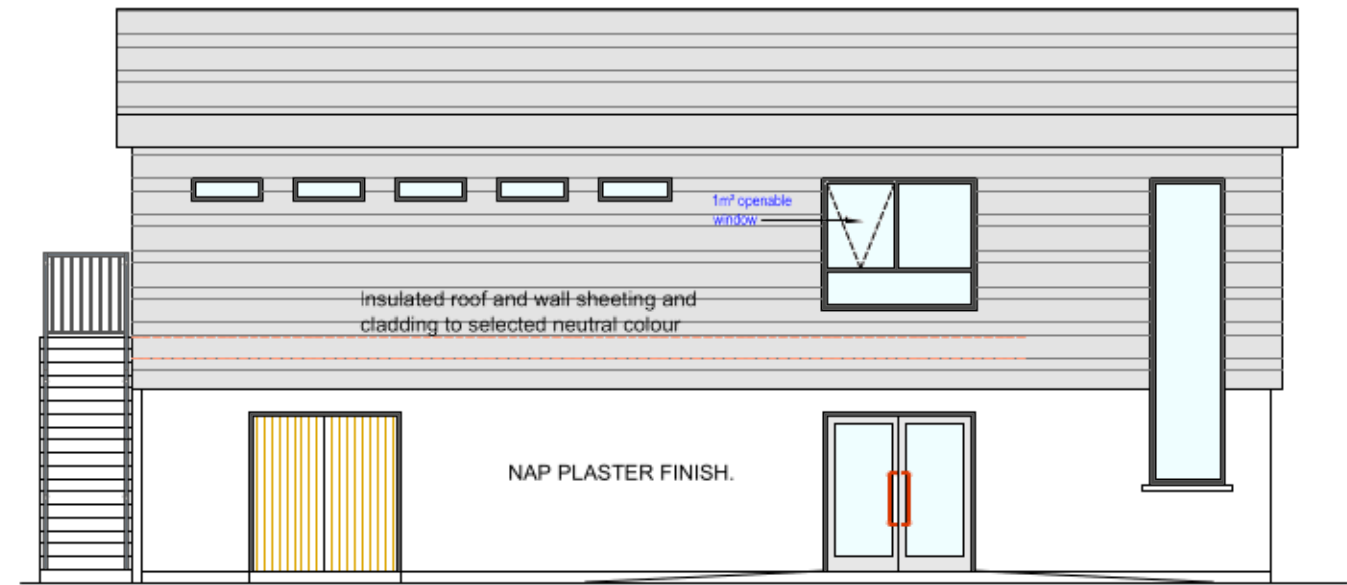 1m² openable
window
Insulated roof and wall sheeting and
cladding to selected neutral colour
NAP PLASTER FINISH.